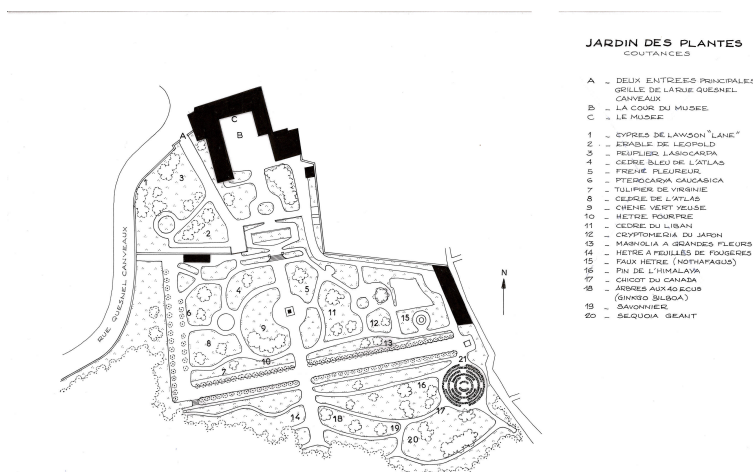 JARDIN DES PLANTES
COUTANCES
A _ DEUX ENTREES PRINCIPALES
GRILLE DE LA RUE QUESNEL
CANVEAUX
B _ LA COUR DU MUSEE
C _ LE MUSEE
1 _ CYPRES DE LAWSON "LANE"
2 _ ERABLE DE LEOPOLD
3 _ PEUPLIER LASIOCARPA
4 _ CEDRE BLEU DE L'ATLAS
5 _ FRENE PLEUREUR
6 _ PTEROCARYA CAUCASICA
7 _ TULIPIER DE VIRGINIE
8 _ CEDRE DE L'ATLAS
9 _ CHENE VERT YEUSE
10 _ HETRE POURPRE
11 _ CEDRE DU LIBAN
12 _ CRYPTOMERIA DU JAPON
13 _ MAGNOLIA A GRANDES FLEURS
14 _ HETRE A FEUILLES DE FOUGERES
15 _ FAUX HETRE (NOTHAFAGUS)
16 _ PIN DE L'HIMALAYA
17 _ CHICOT DU CANADA
18 _ ARBRES AUX 40 ECUS
(GINKGO BILBOA)
19 _ SAVONNIER
20 _ SEQUOIA GEANT
C
B
A
3
2
RUE QUESNEL CANVEAUX
N
4
5
6
1
11
12
15
9
8
13
10
7
21
16
17
14
18
19
20